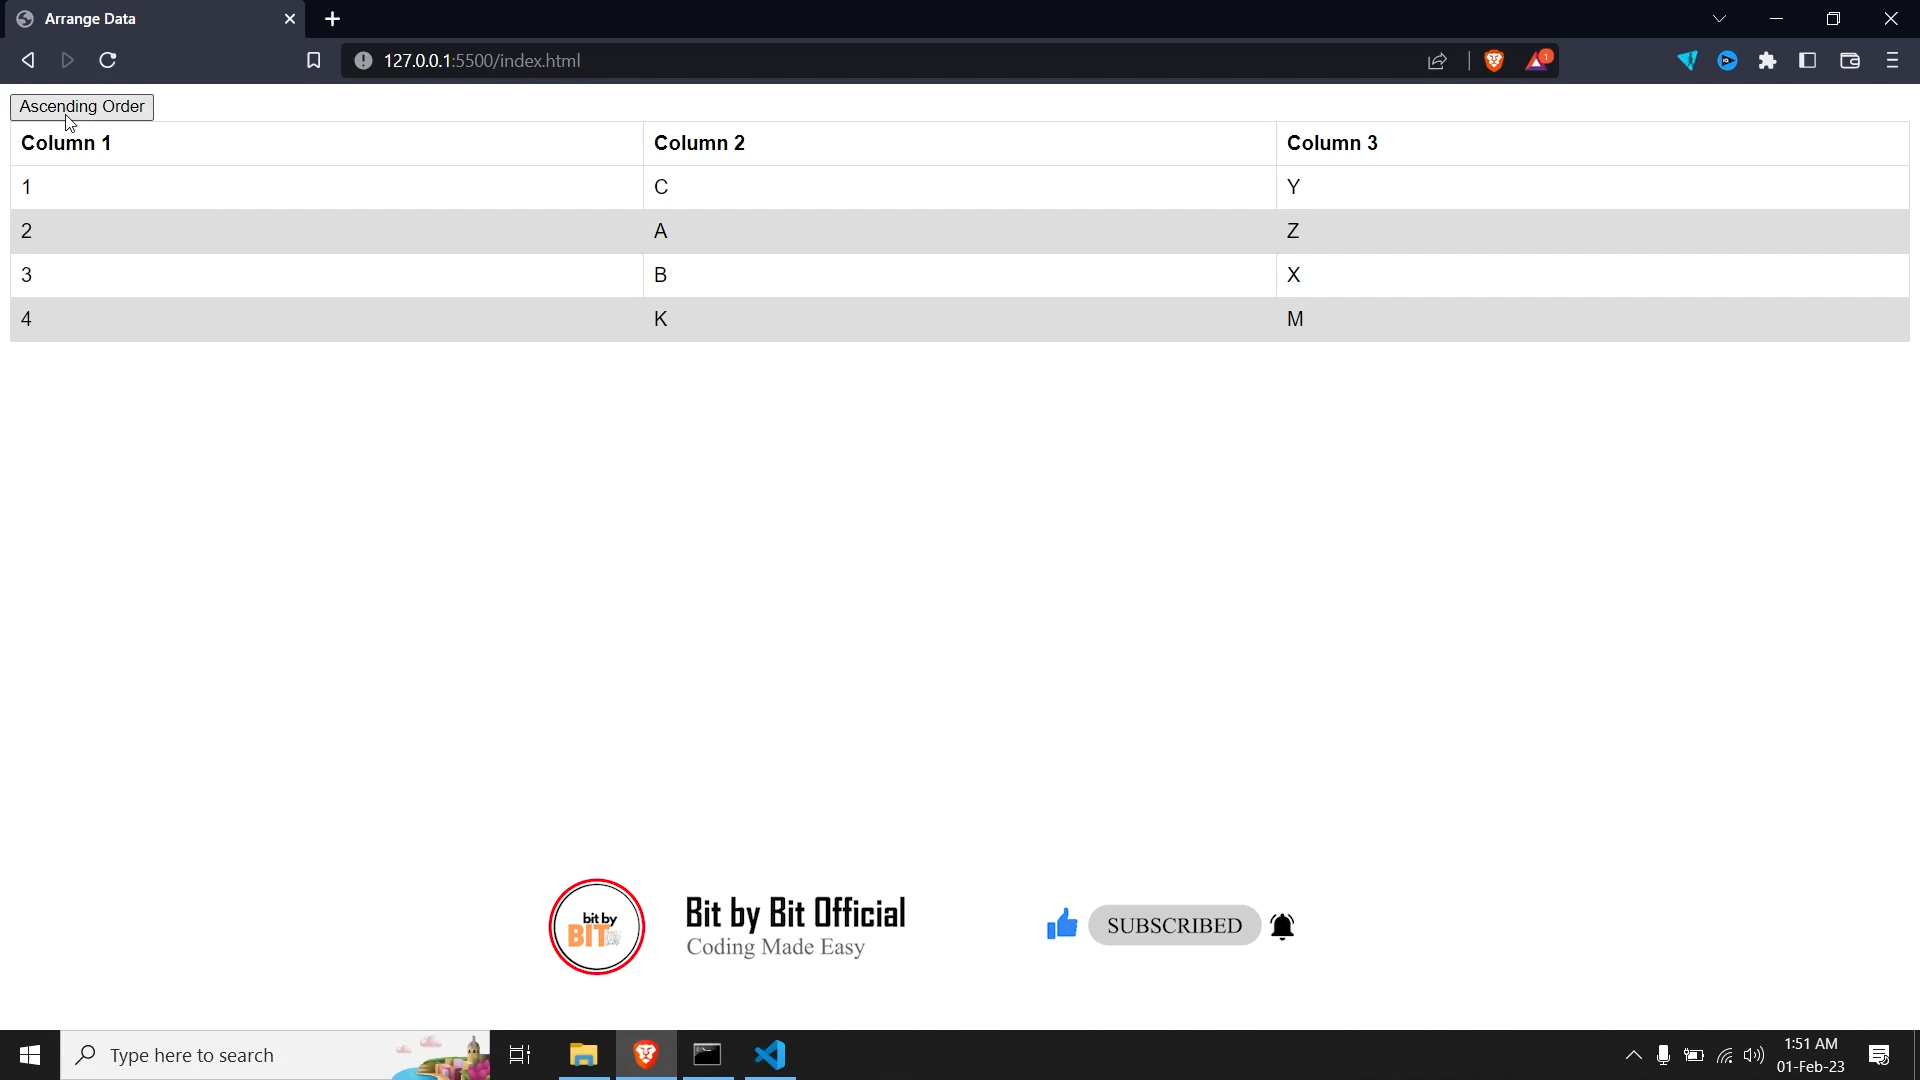 Arrange Data
127.0.0.1:5500/index.html
1
Ascending Order
Column 1 Column 2 Column 3
1 C Y
2 A Z
3 B X
4 K M
bit by
BIT
Bit by Bit Official
Coding Made Easy
SUBSCRIBED
Type here to search
1:51 AM
01-Feb-23